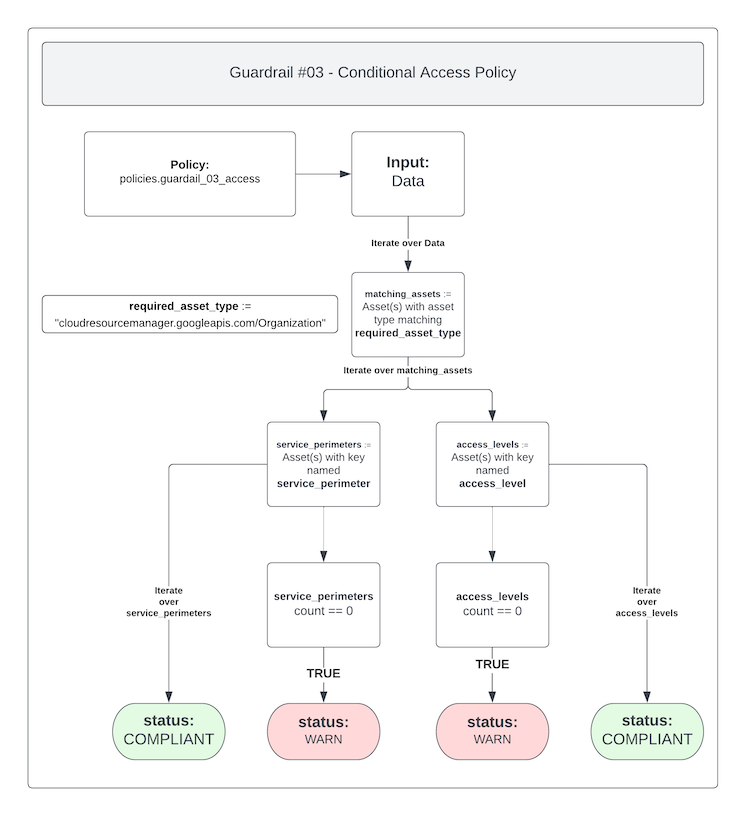 Guardrail #03 - Conditional Access Policy
Policy:
policies.guardail_03_access
Input:
Data
Iterate over Data
required_asset_type :=
"cloudresourcemanager.googleapis.com/Organization"
matching_assets :=
Asset(s) with asset
type matching
required_asset_type
Iterate over matching_assets
service_perimeters :=
Asset(s) with key
named
service_perimeter
access_levels :=
Asset(s) with key
named
access_level
Iterate
over
service_perimeters
service_perimeters
count == 0
access_levels
count == 0
Iterate
over
access_levels
TRUE
TRUE
status:
COMPLIANT
status:
WARN
status:
WARN
status:
COMPLIANT